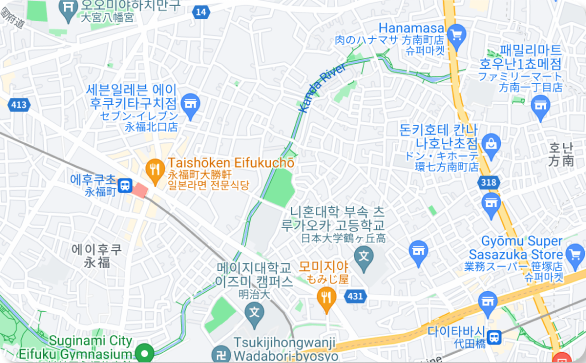 오오미야하지만구
大宮八幡宮
14
Hanamasa
肉のハナマサ 方南町店
슈퍼마켓
패밀리마트
호우난1쵸메점
ファミリーマート
方南一丁目店
Kanda River
세븐일레븐 에이
후쿠키타구치점
セブン-イレブン
永福北口店
413
돈키호테 칸나
나호난초점
ドン・キホーテ
環七方南町店
호난
方南
Taishōken Eifukuchō
永福町大勝軒
일본라면 전문식당
에후쿠초
永福町
318
니혼대학 부속 츠
루가오카 고등학교
日本大学鶴ヶ丘高
에이후쿠
永福
Gyōmu Super
Sasazuka Store
業務スーパー 笹塚店
슈퍼마켓
메이지대학교
이즈미 캠퍼스
明治大
모미지야
もみじ屋
431
다이타바시
代田橋
Suginami City
Eifuku Gymnasium
Tsukijihongwanji
Wadabori-byosyo